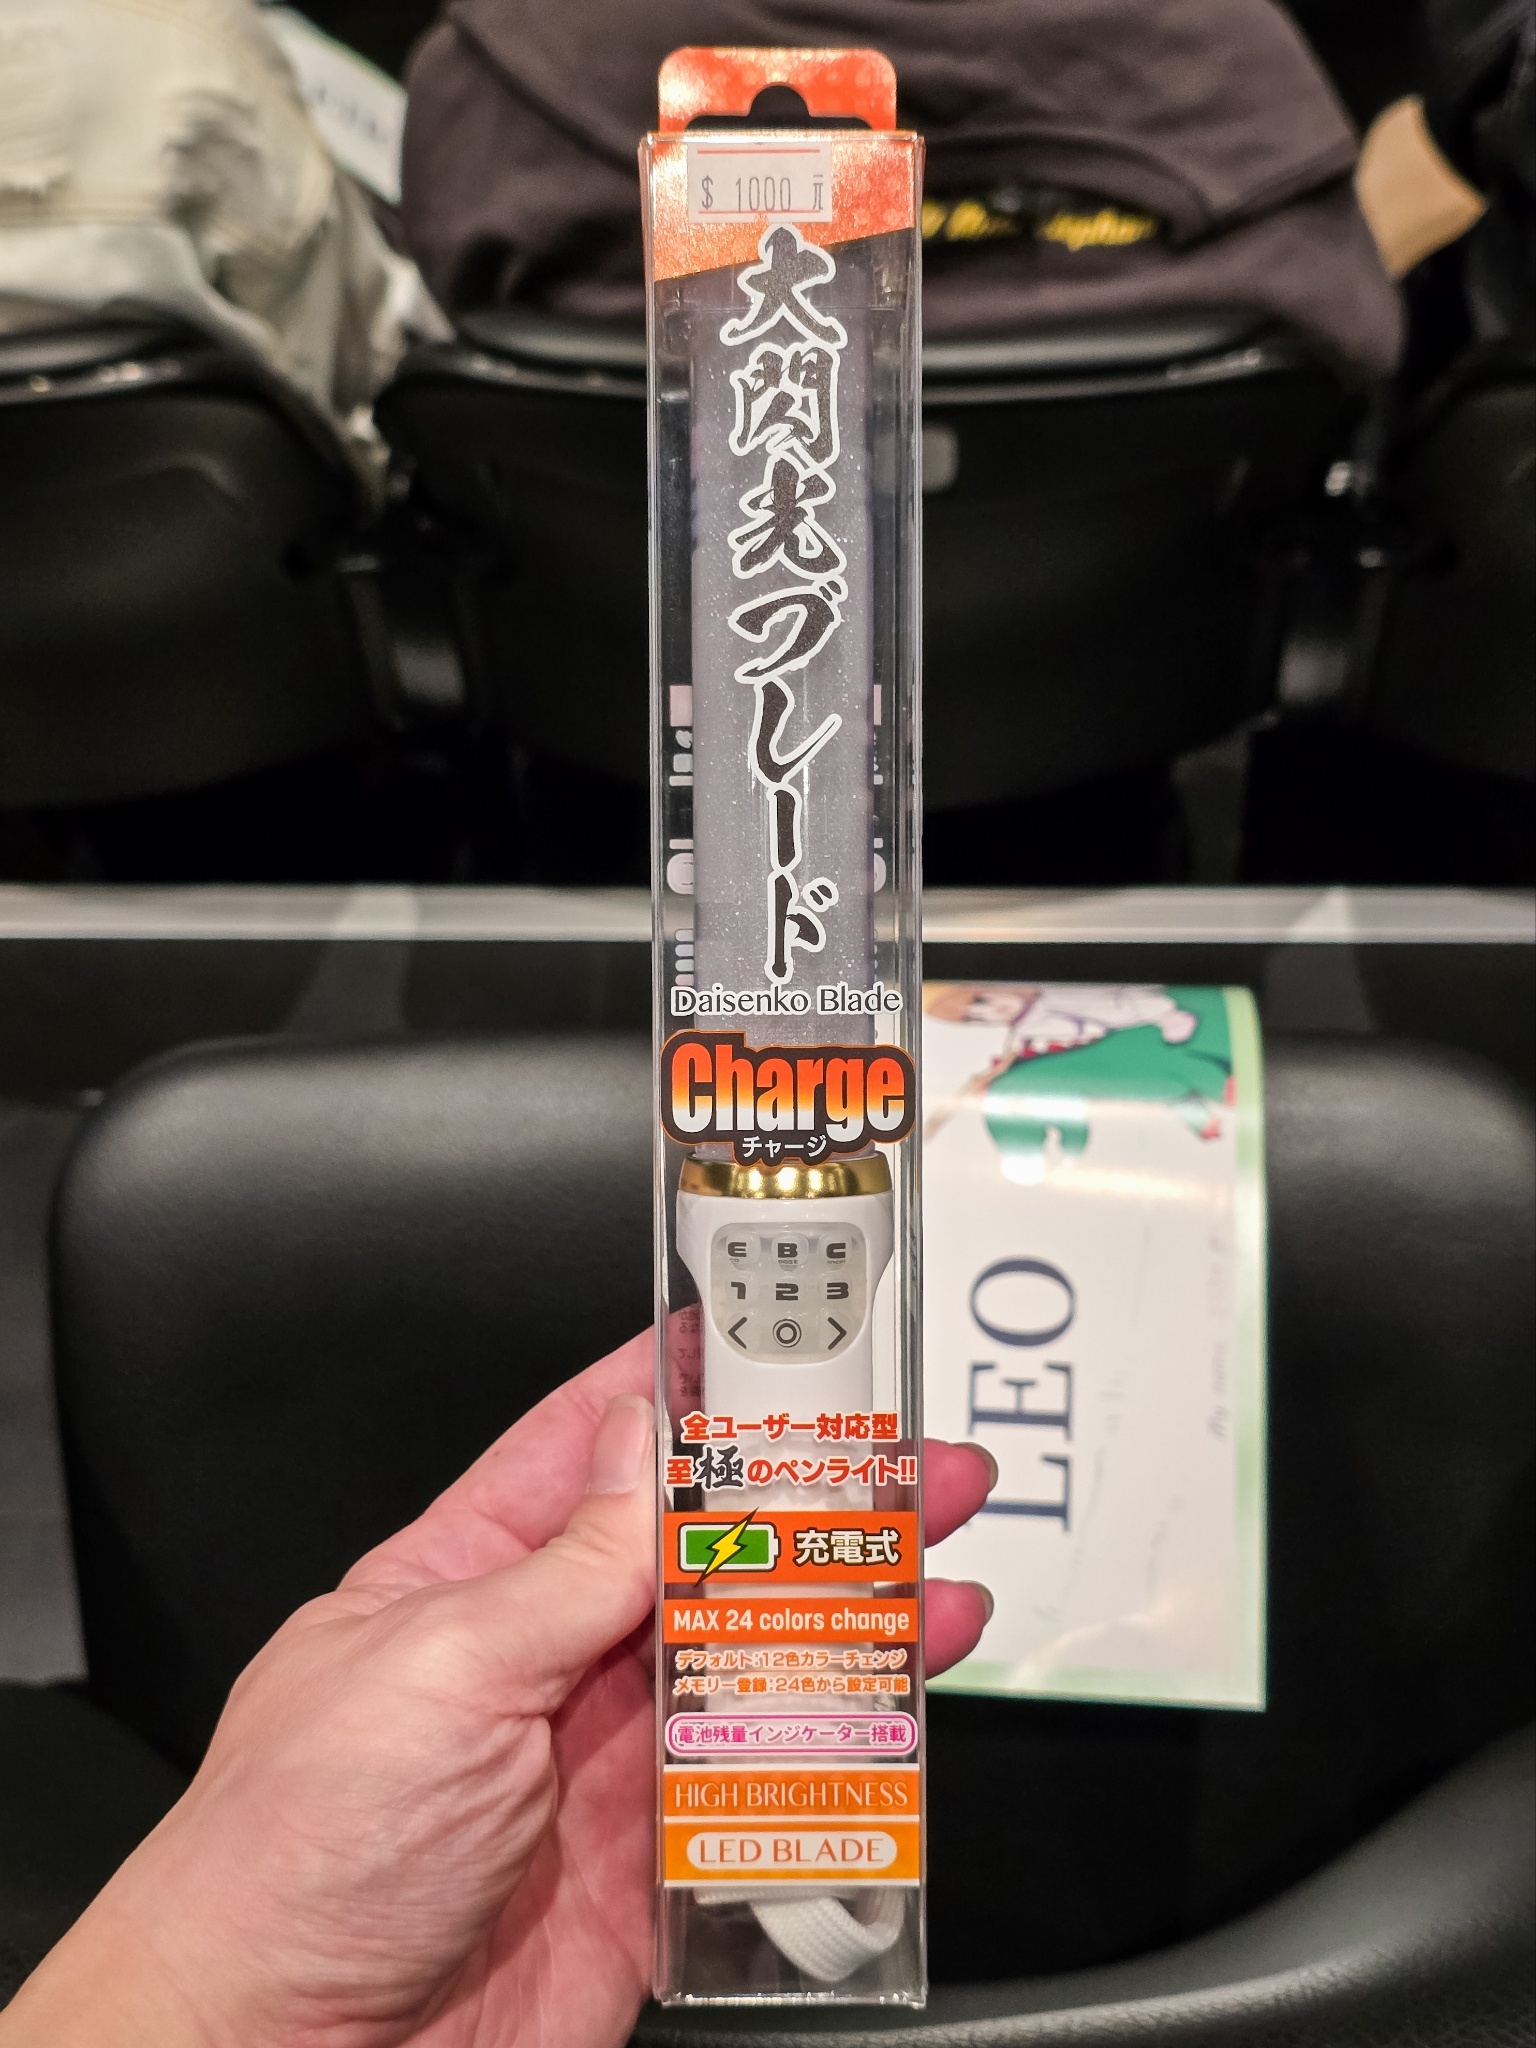 $ 1000 元
大閃光ブレード
Daisenko Blade
Charge
チャージ
E B C
1 2 3
全ユーザー対応型
至極のペンライト!!
充電式
MAX 24 colors change
デフォルト:12色カラーチェンジ
メモリー登録:24色から設定可能
電池残量インジケーター搭載
HIGH BRIGHTNESS
LED BLADE
LEO